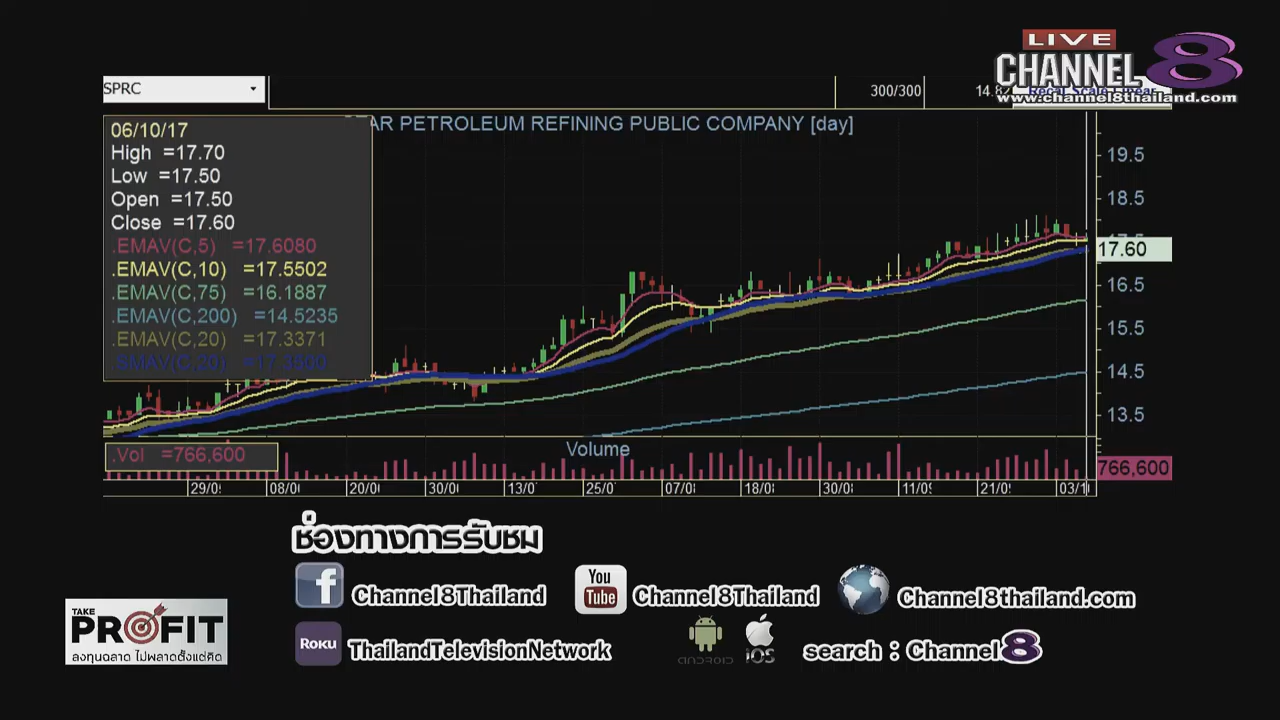 LIVE
CHANNEL 8
www.channel8thailand.com
SPRC
300/300
06/10/17
High =17.70
Low =17.50
Open =17.50
Close =17.60
.EMAV(C,5) =17.6080
.EMAV(C,10) =17.5502
.EMAV(C,75) =16.1887
.EMAV(C,200) =14.5235
.EMAV(C,20) =17.3371
PETROLEUM REFINING PUBLIC COMPANY [day]
19.5
18.5
17.60
16.5
15.5
14.5
13.5
.Vol =766,600
Volume
766,600
29/0 08/0 20/0 30/0 13/0 25/0 07/0 18/0 30/0 11/0 21/0 03/1
ช่องทางการรับชม
f Channel8Thailand You Tube Channel8Thailand Channel8thailand.com
ROKU ThailandTelevisionNetwork ANDROID iOS search : Channel8
TAKE
PROFIT
ลงทุนฉลาด ไม่พลาดตั้งแต่คิด